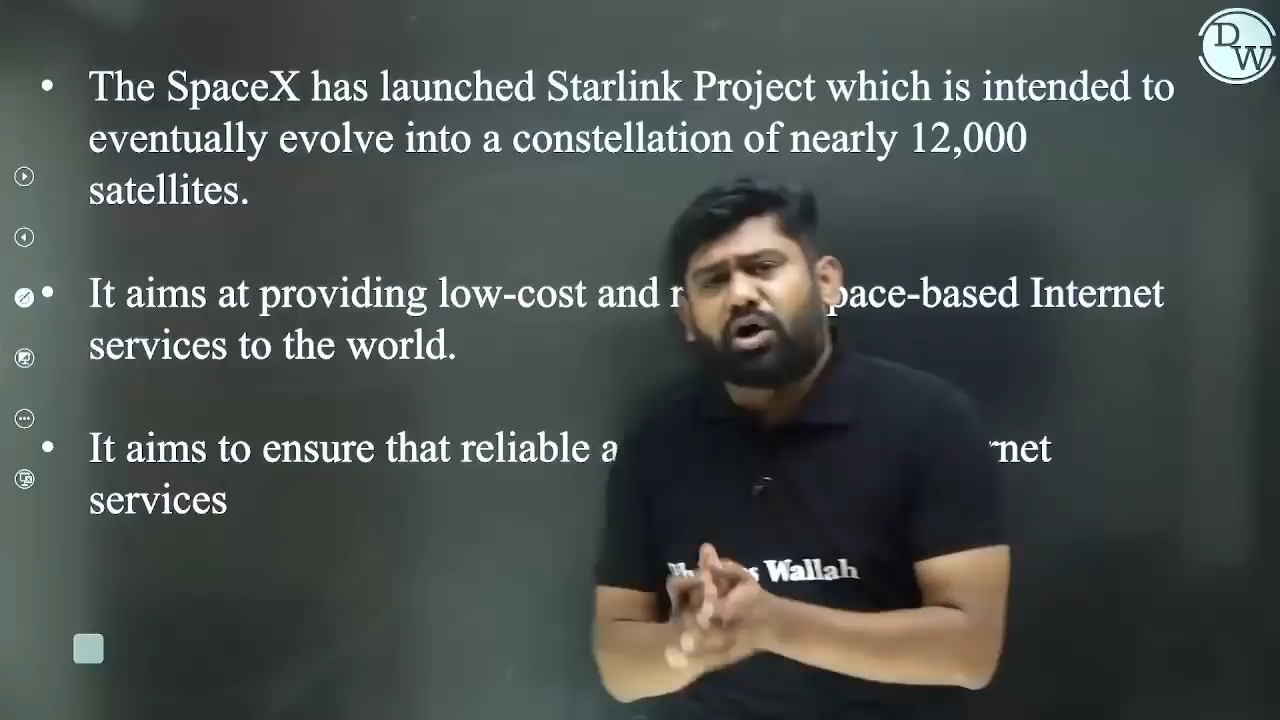 DW
• The SpaceX has launched Starlink Project which is intended to
eventually evolve into a constellation of nearly 12,000
satellites.
• It aims at providing low-cost and space-based Internet
services to the world.
• It aims to ensure that reliable
services
Wallah